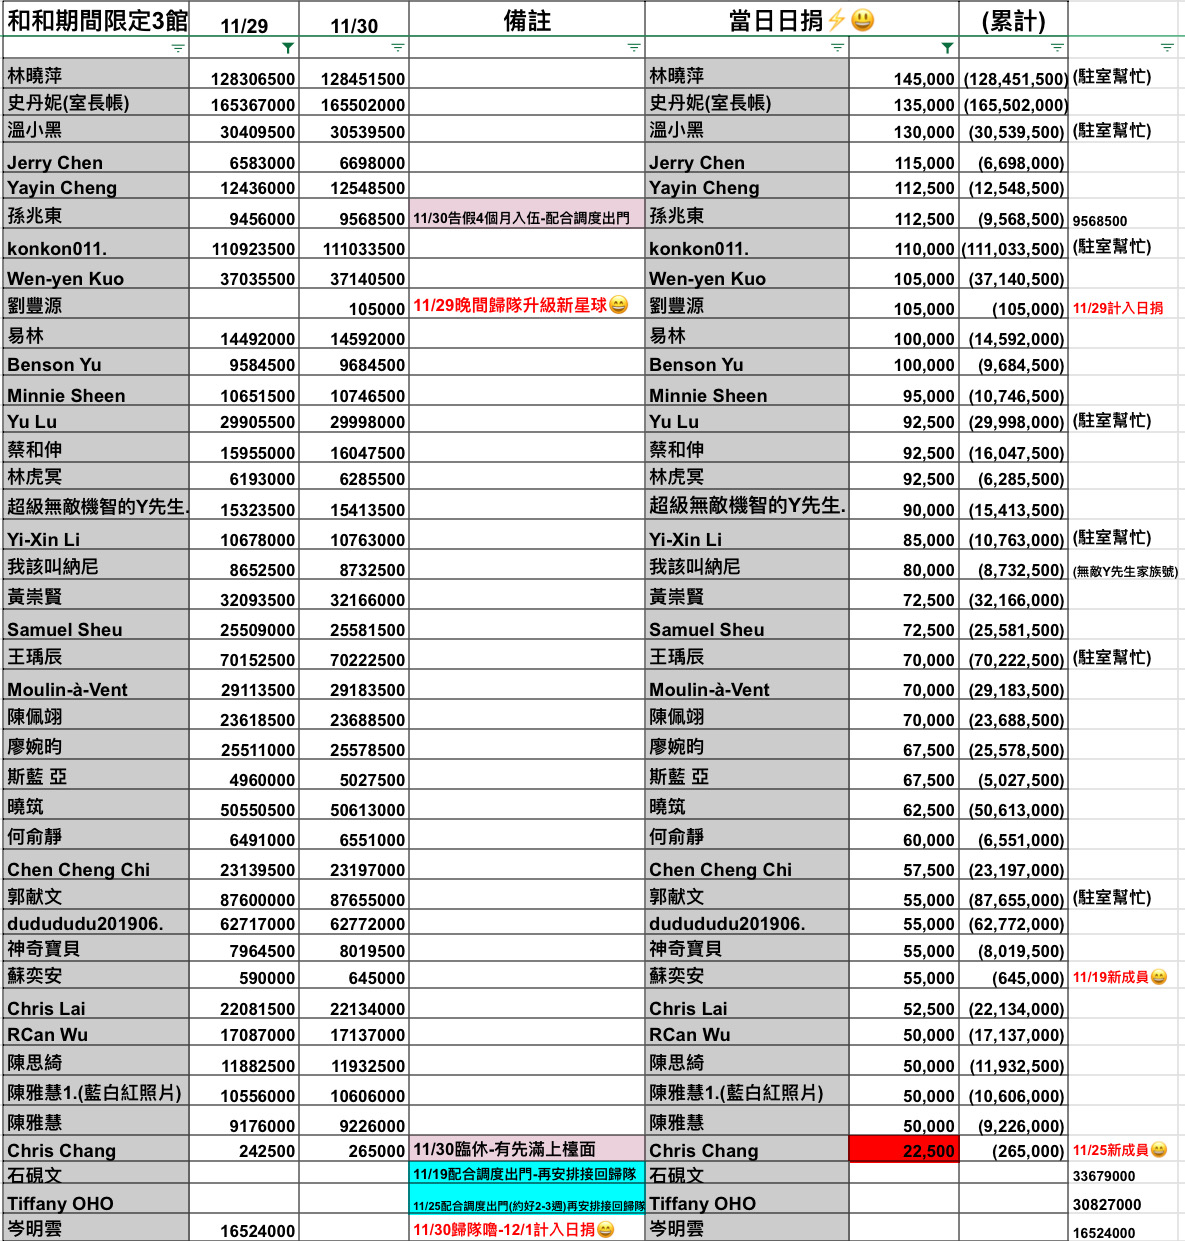 和和期間限定3館 11/29 11/30 備註 當日日捐⚡😃 (累計)
林曉萍 128306500 128451500 林曉萍 145,000 (128,451,500) (駐室幫忙)
史丹妮(室長帳) 165367000 165502000 史丹妮(室長帳) 135,000 (165,502,000)
溫小黑 30409500 30539500 溫小黑 130,000 (30,539,500) (駐室幫忙)
Jerry Chen 6583000 6698000 Jerry Chen 115,000 (6,698,000)
Yayin Cheng 12436000 12548500 Yayin Cheng 112,500 (12,548,500)
孫兆東 9456000 9568500 11/30告假4個月入伍-配合調度出門 孫兆東 112,500 (9,568,500) 9568500
konkon011. 110923500 111033500 konkon011. 110,000 (111,033,500) (駐室幫忙)
Wen-yen Kuo 37035500 37140500 Wen-yen Kuo 105,000 (37,140,500)
劉豐源 105000 11/29晚間歸隊升級新星球😄 劉豐源 105,000 (105,000) 11/29計入日捐
易林 14492000 14592000 易林 100,000 (14,592,000)
Benson Yu 9584500 9684500 Benson Yu 100,000 (9,684,500)
Minnie Sheen 10651500 10746500 Minnie Sheen 95,000 (10,746,500)
Yu Lu 29905500 29998000 Yu Lu 92,500 (29,998,000) (駐室幫忙)
蔡和伸 15955000 16047500 蔡和伸 92,500 (16,047,500)
林虎冥 6193000 6285500 林虎冥 92,500 (6,285,500)
超級無敵機智的Y先生. 15323500 15413500 超級無敵機智的Y先生. 90,000 (15,413,500)
Yi-Xin Li 10678000 10763000 Yi-Xin Li 85,000 (10,763,000) (駐室幫忙)
我該叫納尼 8652500 8732500 我該叫納尼 80,000 (8,732,500) (無敵Y先生家族號)
黃崇賢 32093500 32166000 黃崇賢 72,500 (32,166,000)
Samuel Sheu 25509000 25581500 Samuel Sheu 72,500 (25,581,500)
王瑀辰 70152500 70222500 王瑀辰 70,000 (70,222,500) (駐室幫忙)
Moulin-à-Vent 29113500 29183500 Moulin-à-Vent 70,000 (29,183,500)
陳佩翊 23618500 23688500 陳佩翊 70,000 (23,688,500)
廖婉昀 25511000 25578500 廖婉昀 67,500 (25,578,500)
斯藍 亞 4960000 5027500 斯藍 亞 67,500 (5,027,500)
曉筑 50550500 50613000 曉筑 62,500 (50,613,000)
何俞靜 6491000 6551000 何俞靜 60,000 (6,551,000)
Chen Cheng Chi 23139500 23197000 Chen Cheng Chi 57,500 (23,197,000)
郭献文 87600000 87655000 郭献文 55,000 (87,655,000) (駐室幫忙)
dudududu201906. 62717000 62772000 dudududu201906. 55,000 (62,772,000)
神奇寶貝 7964500 8019500 神奇寶貝 55,000 (8,019,500)
蘇奕安 590000 645000 蘇奕安 55,000 (645,000) 11/19新成員😄
Chris Lai 22081500 22134000 Chris Lai 52,500 (22,134,000)
RCan Wu 17087000 17137000 RCan Wu 50,000 (17,137,000)
陳思綺 11882500 11932500 陳思綺 50,000 (11,932,500)
陳雅慧1.(藍白紅照片) 10556000 10606000 陳雅慧1.(藍白紅照片) 50,000 (10,606,000)
陳雅慧 9176000 9226000 陳雅慧 50,000 (9,226,000)
Chris Chang 242500 265000 11/30臨休-有先滿上檯面 Chris Chang 22,500 (265,000) 11/25新成員😄
石硯文 11/19配合調度出門-再安排接回歸隊 石硯文 33679000
Tiffany OHO 11/25配合調度出門(約好2-3週)再安排接回歸隊 Tiffany OHO 30827000
岑明雲 16524000 11/30歸隊嚕-12/1計入日捐😄 岑明雲 16524000